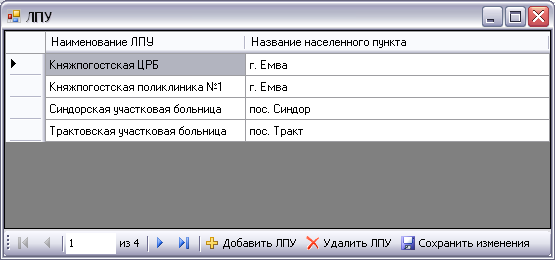 ЛПУ
Наименование ЛПУ Название населенного пункта
Княжпогостская ЦРБ г. Емва
Княжпогостская поликлиника №1 г. Емва
Синдорская участковая больница пос. Синдор
Трактовская участковая больница пос. Тракт
1 из 4 Добавить ЛПУ Удалить ЛПУ Сохранить изменения